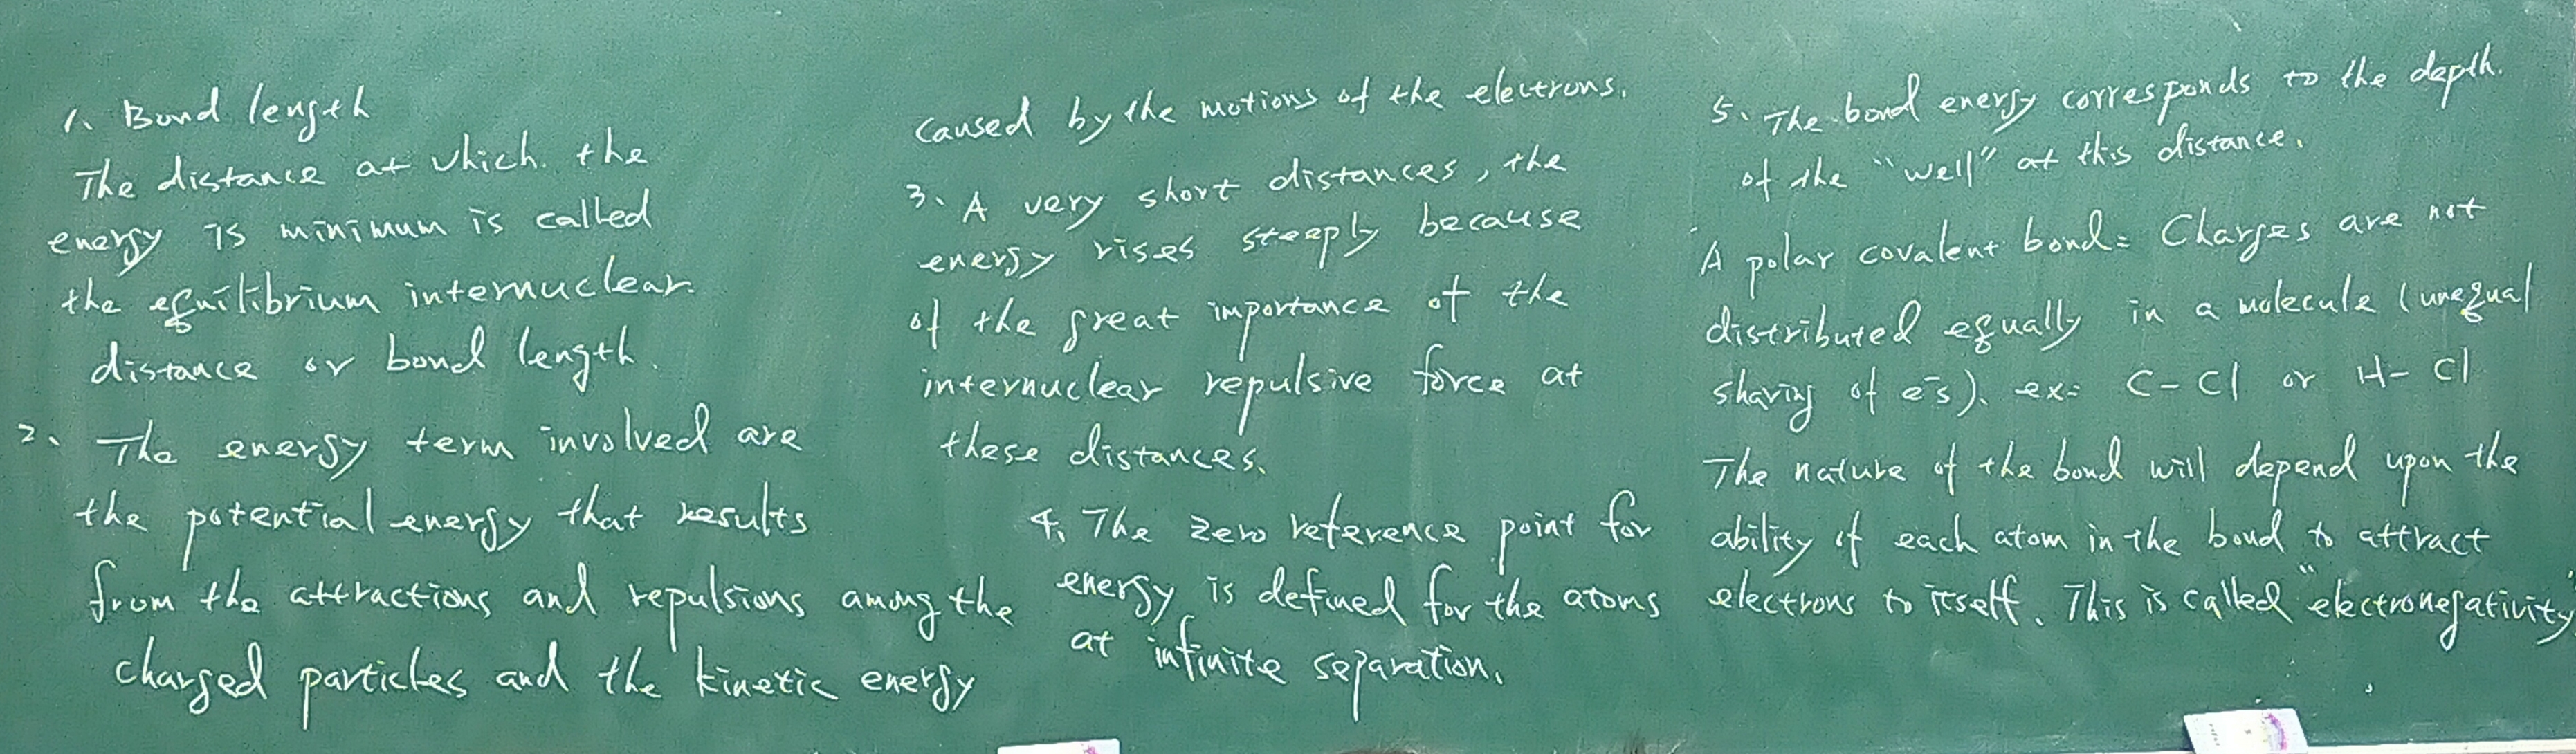 1. Bond length
The distance at which the
energy is minimum is called
the equilibrium internuclear
distance or bond length.
2. The energy term involved are
the potential energy that results
from the attractions and repulsions among the
charged particles and the kinetic energy
caused by the motions of the electrons.
3. A very short distances, the
energy rises steeply because
of the great importance of the
internuclear repulsive force at
these distances.
4. The zero reference point for
energy is defined for the atoms
at infinite separation.
5. The bond energy corresponds to the depth.
of the "well" at this distance.
A polar covalent bond: Charges are not
distributed equally in a molecule (unequal
sharing of e⁻s). ex: C-Cl or H-Cl
The nature of the bond will depend upon the
ability of each atom in the bond to attract
electrons to itself. This is called "electronegativity"